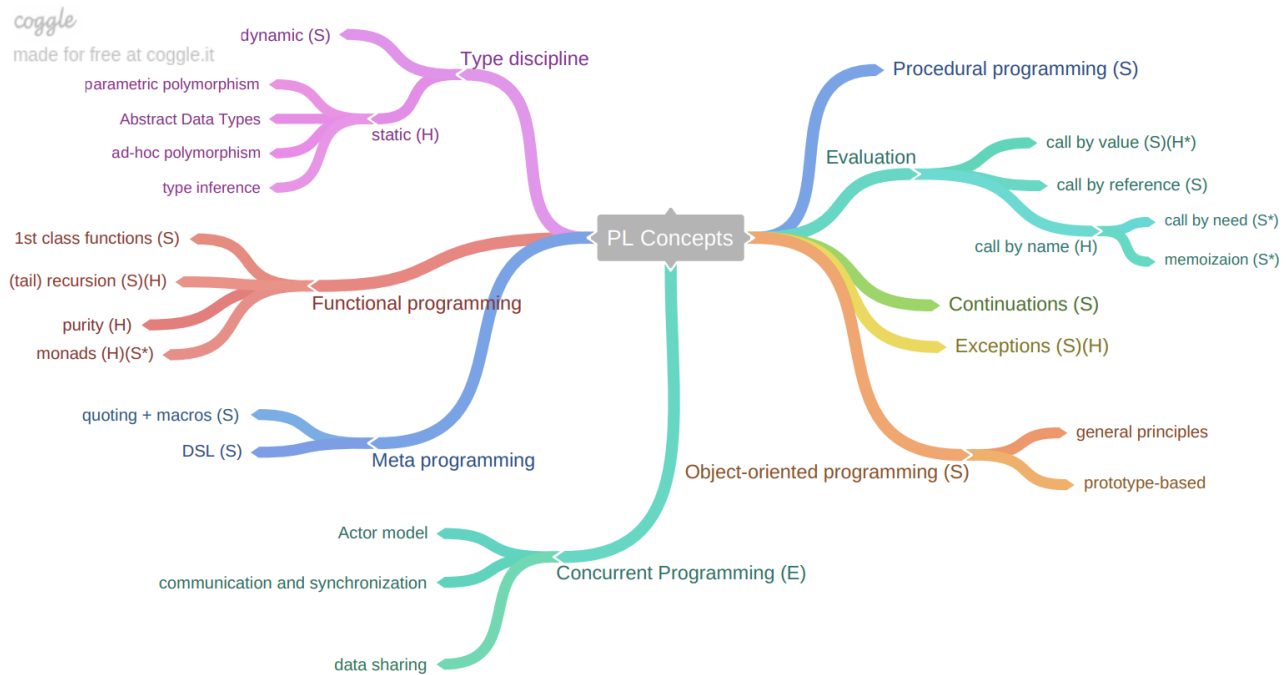 coggle
made for free at coggle.it
PL Concepts
Type discipline
dynamic (S)
static (H)
parametric polymorphism
Abstract Data Types
ad-hoc polymorphism
type inference
Functional programming
1st class functions (S)
(tail) recursion (S)(H)
purity (H)
monads (H)(S*)
Meta programming
quoting + macros (S)
DSL (S)
Concurrent Programming (E)
Actor model
communication and synchronization
data sharing
Procedural programming (S)
Evaluation
call by value (S)(H*)
call by reference (S)
call by name (H)
call by need (S*)
memoizaion (S*)
Continuations (S)
Exceptions (S)(H)
Object-oriented programming (S)
general principles
prototype-based